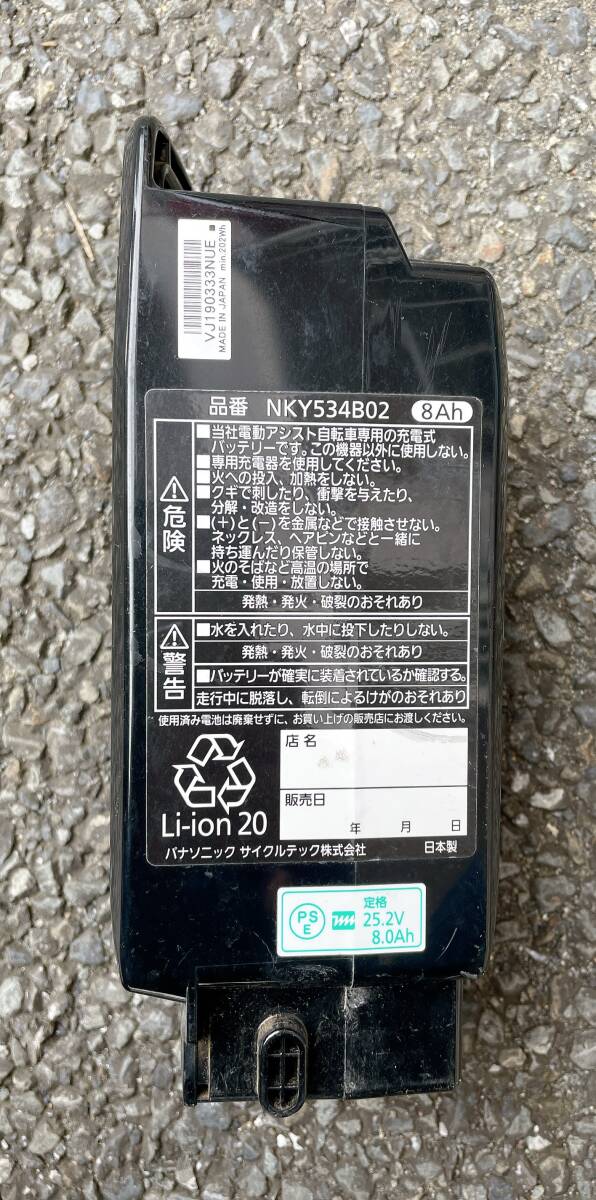 VJ190333NUE
MADE IN JAPAN min.202Wh
品番 NKY534B02 8Ah
危険
■当社電動アシスト自転車専用の充電式
バッテリーです。この機器以外に使用しない。
■専用充電器を使用してください。
■火への投入、加熱をしない。
■クギで刺したり、衝撃を与えたり、
分解・改造をしない。
■(+)と(-)を金属などで接触させない。
ネックレス、ヘアピンなどと一緒に
持ち運んだり保管しない。
■火のそばなど高温の場所で
充電・使用・放置しない。
発熱・発火・破裂のおそれあり
警告
■水を入れたり、水中に投下したりしない。
発熱・発火・破裂のおそれあり
■バッテリーが確実に装着されているか確認する。
走行中に脱落し、転倒によるけがのおそれあり
使用済み電池は廃棄せずに、お買い上げの販売店にお渡しください。
Li-ion 20
店名
販売日
年 月 日
パナソニック サイクルテック株式会社 日本製
PS
E
定格
25.2V
8.0Ah